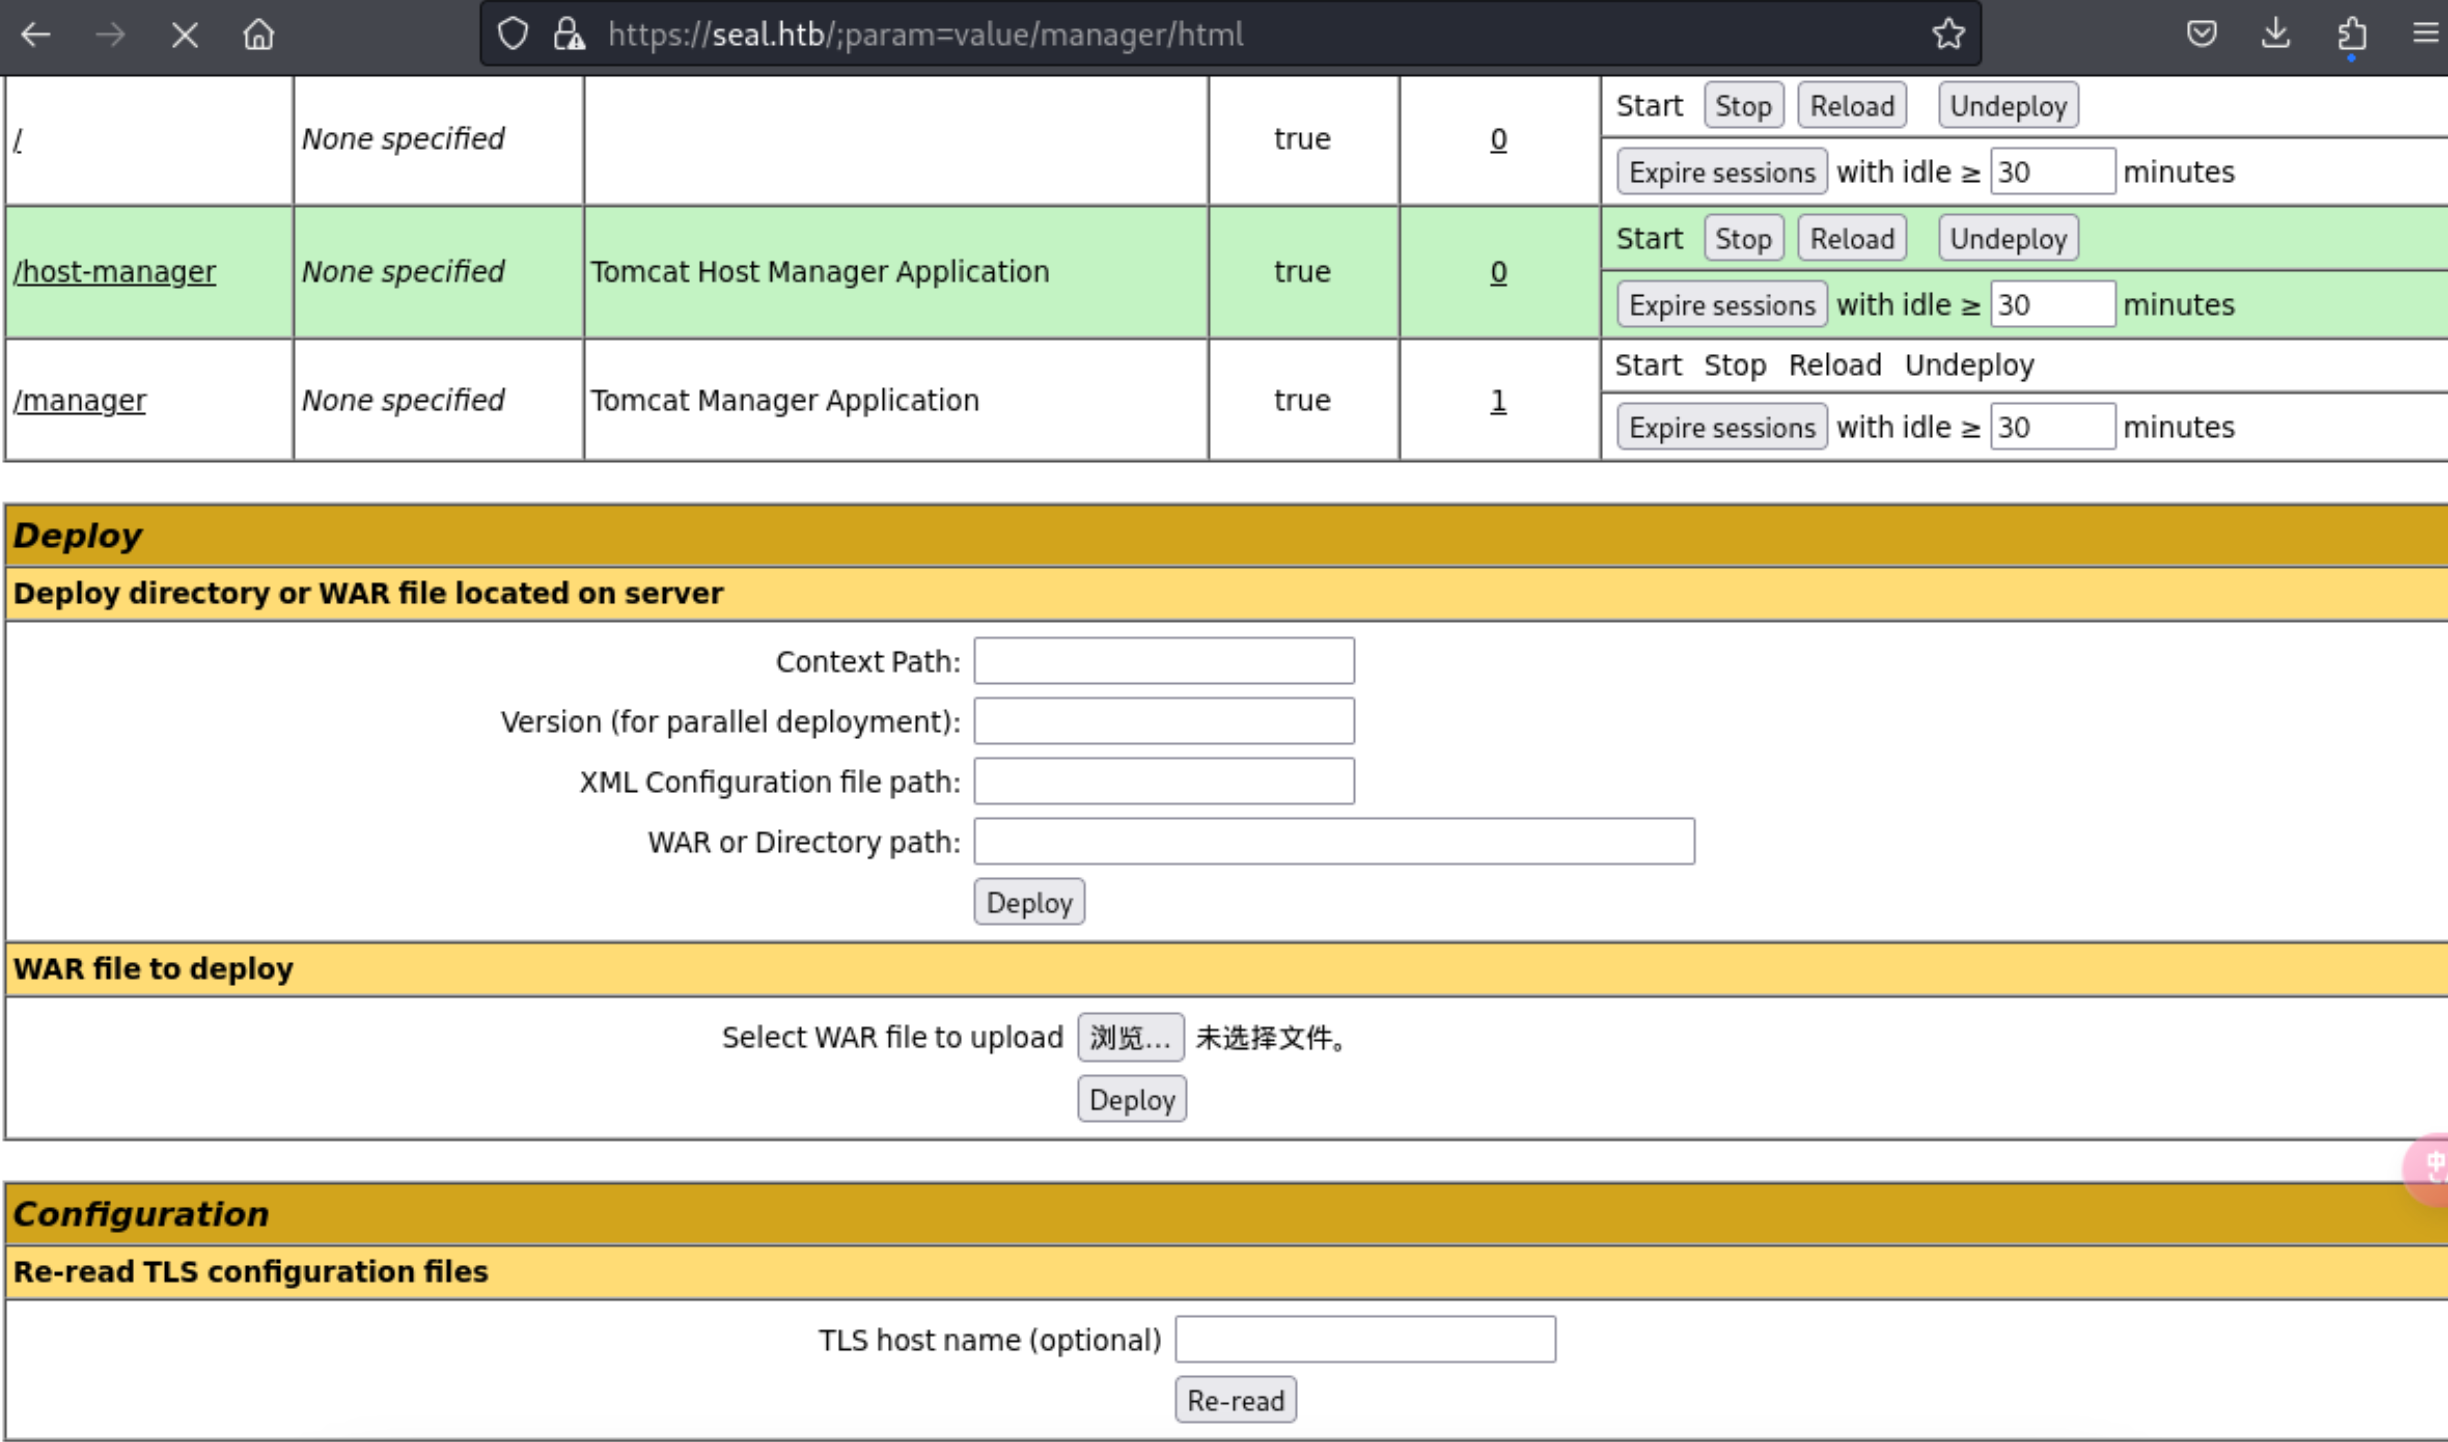 https://seal.htb/;param=value/manager/html
/ None specified true 0 Start Stop Reload Undeploy
Expire sessions with idle ≥ 30 minutes
/host-manager None specified Tomcat Host Manager Application true 0 Start Stop Reload Undeploy
Expire sessions with idle ≥ 30 minutes
/manager None specified Tomcat Manager Application true 1 Start Stop Reload Undeploy
Expire sessions with idle ≥ 30 minutes
Deploy
Deploy directory or WAR file located on server
Context Path:
Version (for parallel deployment):
XML Configuration file path:
WAR or Directory path:
Deploy
WAR file to deploy
Select WAR file to upload 浏览... 未选择文件。
Deploy
中
Configuration
Re-read TLS configuration files
TLS host name (optional)
Re-read